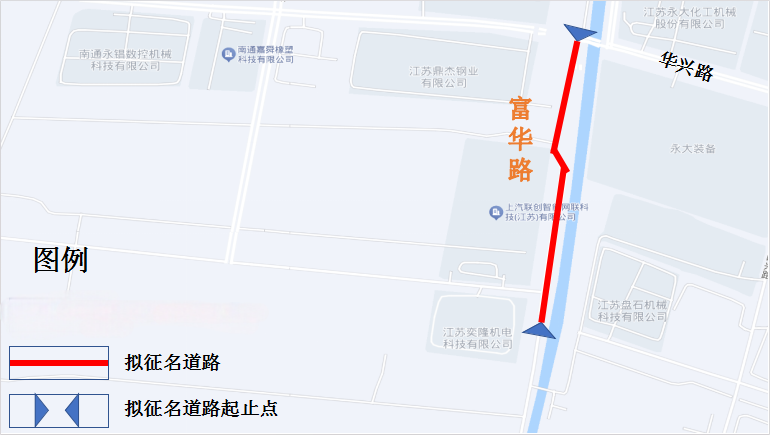 江苏永大化工机械
股份有限公司
南通永锠数控机械
科技有限公司
南通嘉舜橡塑
科技有限公司
江苏鼎杰钢业
有限公司
华兴路
富华路
永大装备
上汽联创智能网联科
技(江苏)有限公司
图例
江苏盘石机械
科技有限公司
江苏奕隆机电
科技有限公司
拟征名道路
拟征名道路起止点